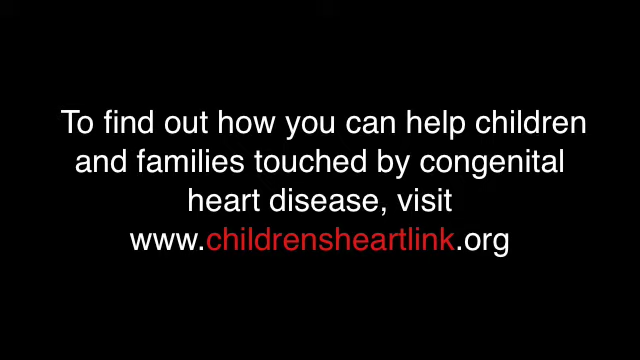 To find out how you can help children
and families touched by congenital
heart disease, visit
www.childrensheartlink.org